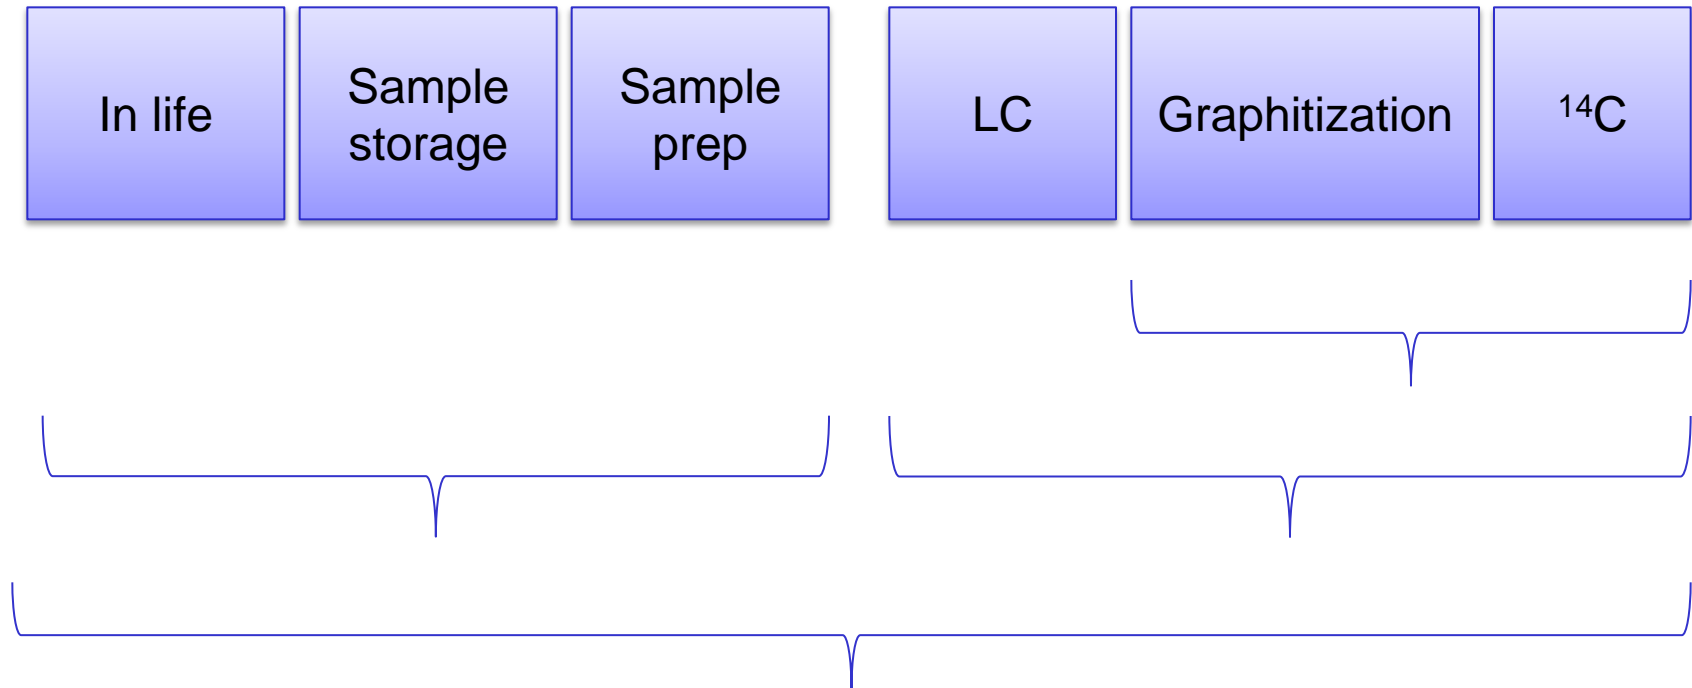 In life
Sample
storage
Sample
prep
LC
Graphitization
¹⁴C